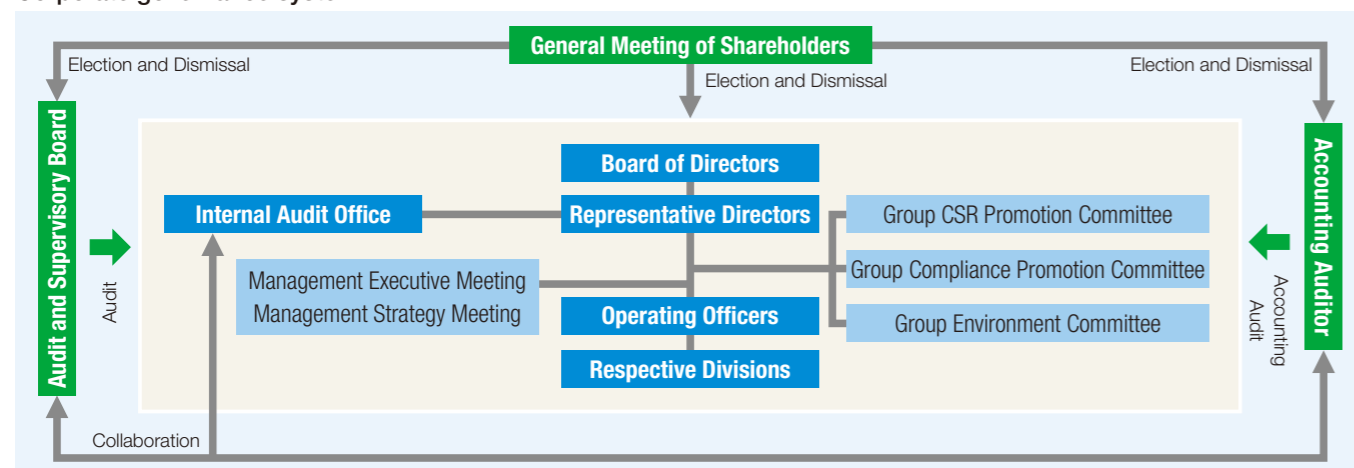 General Meeting of Shareholders
Election and Dismissal
Election and Dismissal
Election and Dismissal
Audit and Supervisory Board
Audit
Board of Directors
Internal Audit Office
Representative Directors
Group CSR Promotion Committee
Management Executive Meeting
Management Strategy Meeting
Group Compliance Promotion Committee
Operating Officers
Group Environment Committee
Respective Divisions
Accounting
Audit
Accounting Auditor
Collaboration